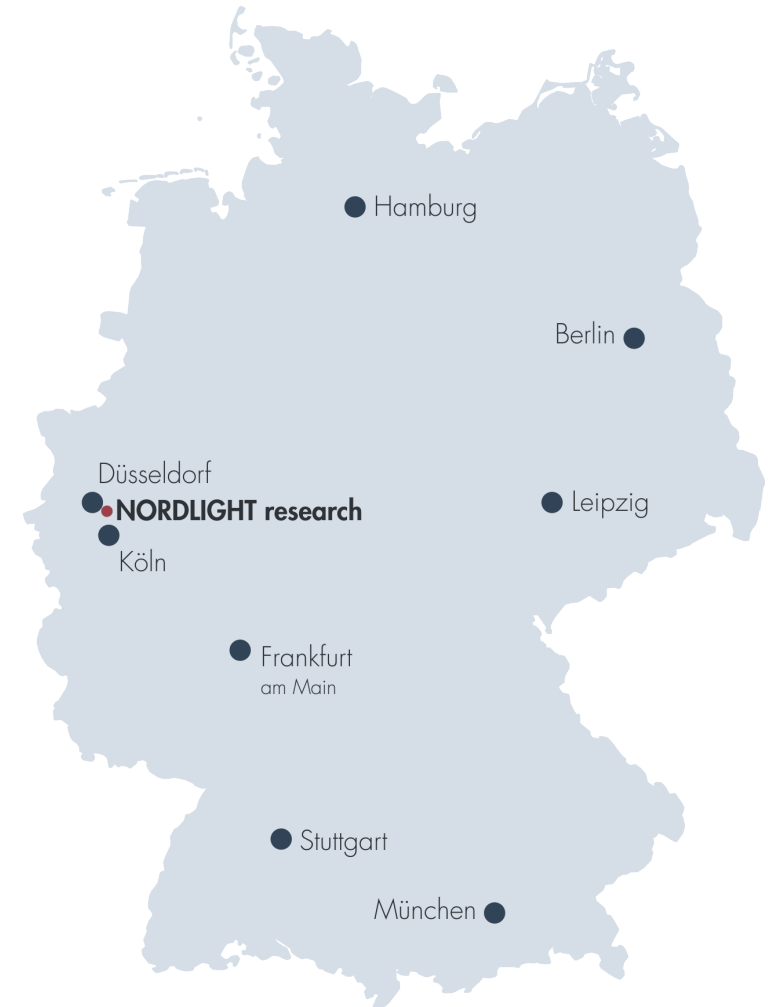 Hamburg
Berlin
Düsseldorf
NORDLIGHT research
Leipzig
Köln
Frankfurt
am Main
Stuttgart
München